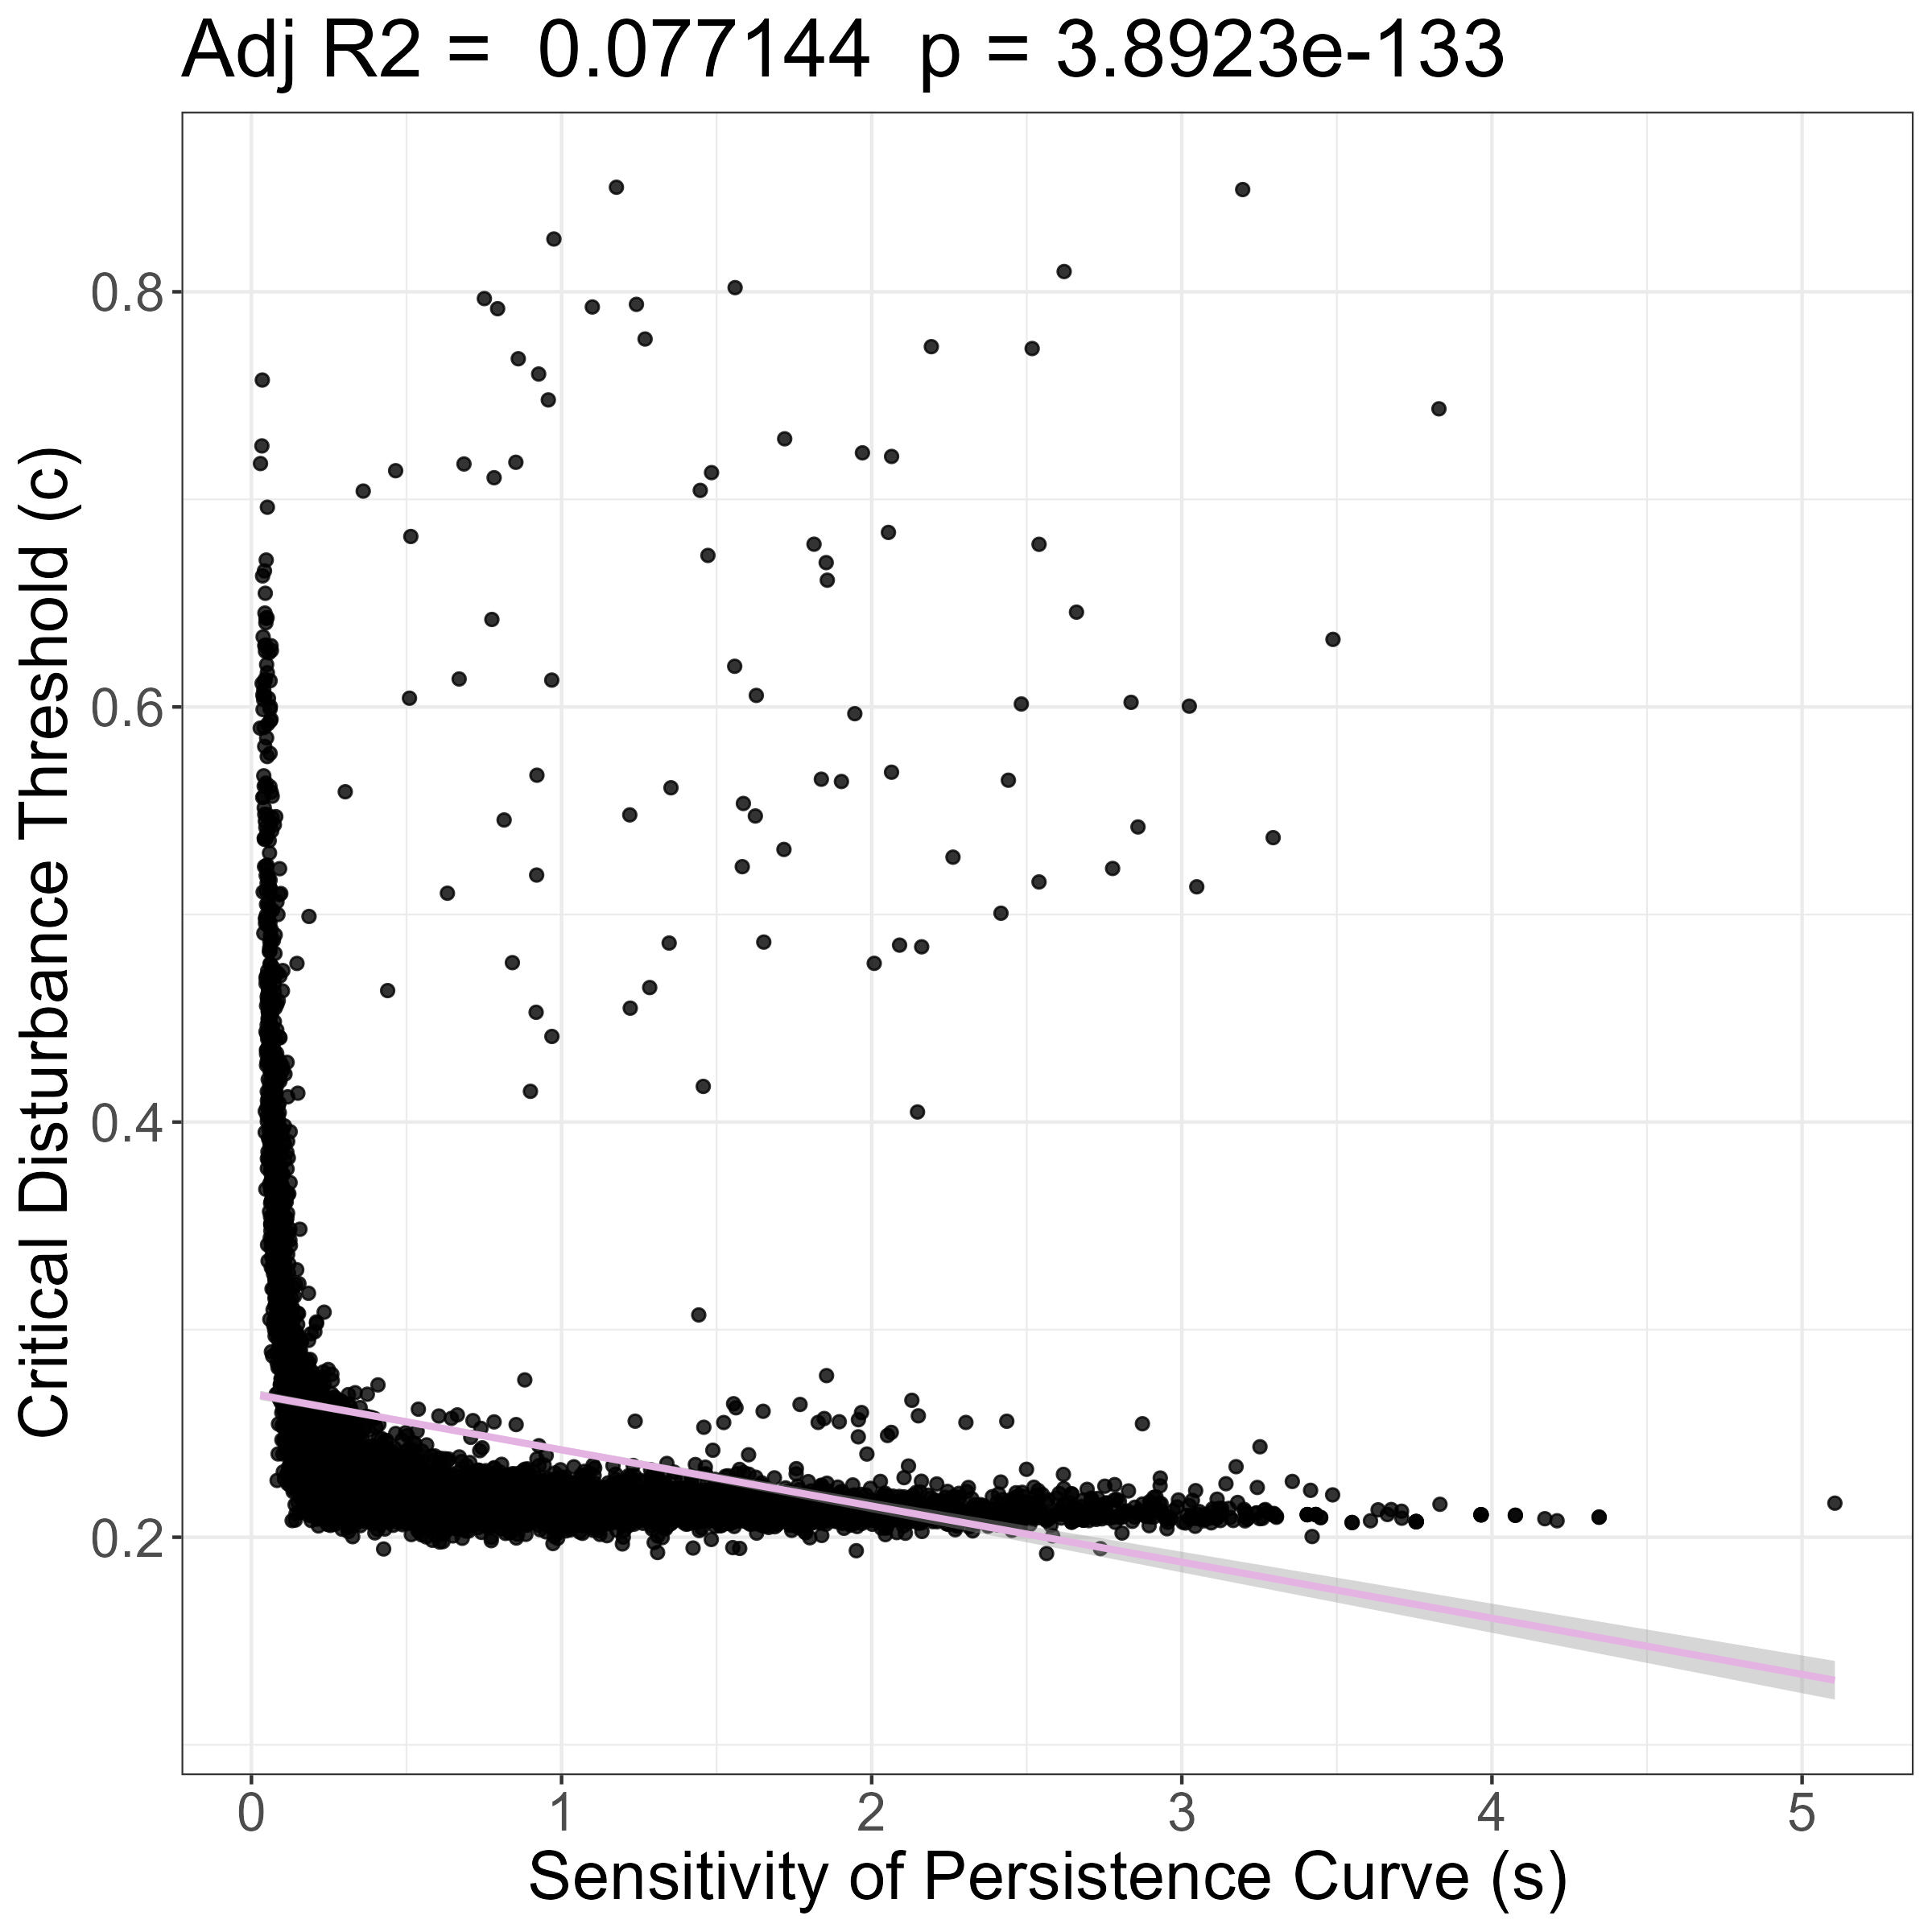 Adj R2 =  0.077144  p = 3.8923e-133
Critical Disturbance Threshold (c)
0.8
0.6
0.4
0.2
0 1 2 3 4 5
Sensitivity of Persistence Curve (s)